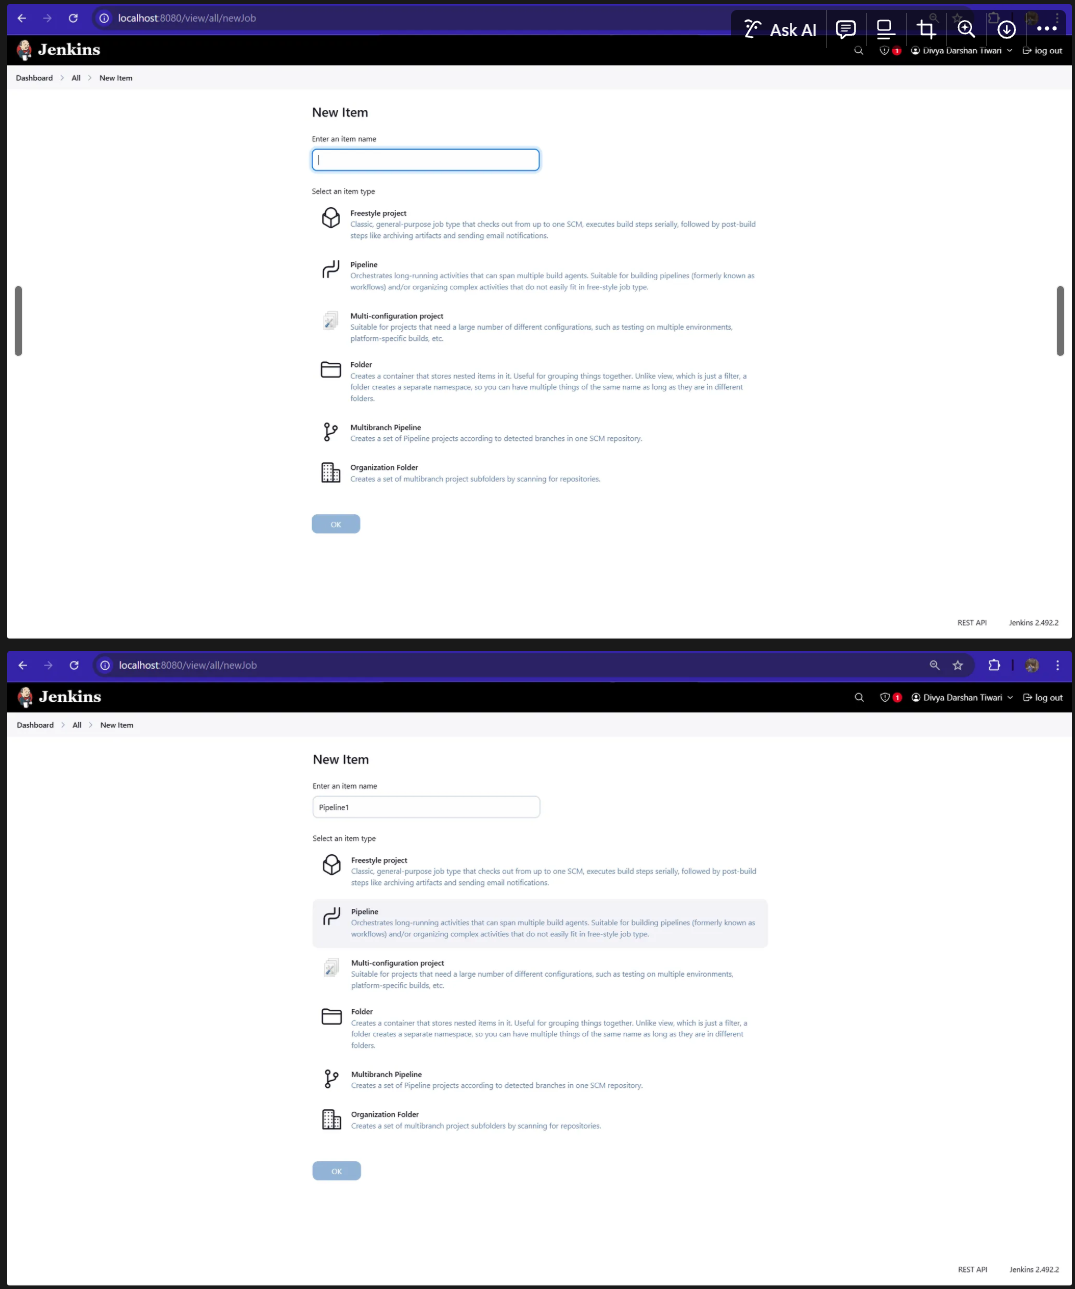 localhost:8080/view/all/newJob
Ask AI
Jenkins
1
Divya Darshan Tiwari
log out
Dashboard
All
New Item
New Item
Enter an item name
Select an item type
Freestyle project
Classic, general-purpose job type that checks out from up to one SCM, executes build steps serially, followed by post-build
steps like archiving artifacts and sending email notifications.
Pipeline
Orchestrates long-running activities that can span multiple build agents. Suitable for building pipelines (formerly known as
workflows) and/or organizing complex activities that do not easily fit in free-style job type.
Multi-configuration project
Suitable for projects that need a large number of different configurations, such as testing on multiple environments,
platform-specific builds, etc.
Folder
Creates a container that stores nested items in it. Useful for grouping things together. Unlike view, which is just a filter, a
folder creates a separate namespace, so you can have multiple things of the same name as long as they are in different
folders.
Multibranch Pipeline
Creates a set of Pipeline projects according to detected branches in one SCM repository.
Organization Folder
Creates a set of multibranch project subfolders by scanning for repositories.
OK
REST API
Jenkins 2.492.2
localhost:8080/view/all/newJob
Jenkins
1
Divya Darshan Tiwari
log out
Dashboard
All
New Item
New Item
Enter an item name
Pipeline1
Select an item type
Freestyle project
Classic, general-purpose job type that checks out from up to one SCM, executes build steps serially, followed by post-build
steps like archiving artifacts and sending email notifications.
Pipeline
Orchestrates long-running activities that can span multiple build agents. Suitable for building pipelines (formerly known as
workflows) and/or organizing complex activities that do not easily fit in free-style job type.
Multi-configuration project
Suitable for projects that need a large number of different configurations, such as testing on multiple environments,
platform-specific builds, etc.
Folder
Creates a container that stores nested items in it. Useful for grouping things together. Unlike view, which is just a filter, a
folder creates a separate namespace, so you can have multiple things of the same name as long as they are in different
folders.
Multibranch Pipeline
Creates a set of Pipeline projects according to detected branches in one SCM repository.
Organization Folder
Creates a set of multibranch project subfolders by scanning for repositories.
OK
REST API
Jenkins 2.492.2